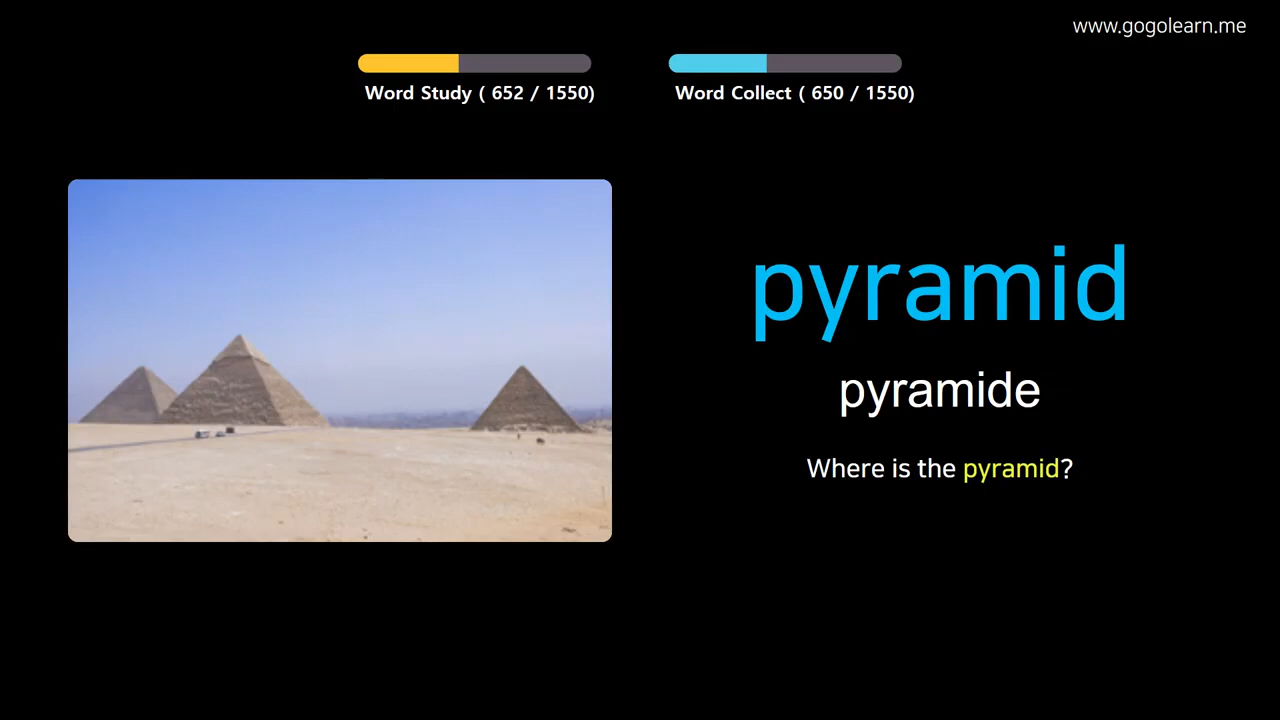 www.gogolearn.me
Word Study ( 652 / 1550)
Word Collect ( 650 / 1550)
pyramid
pyramide
Where is the pyramid?